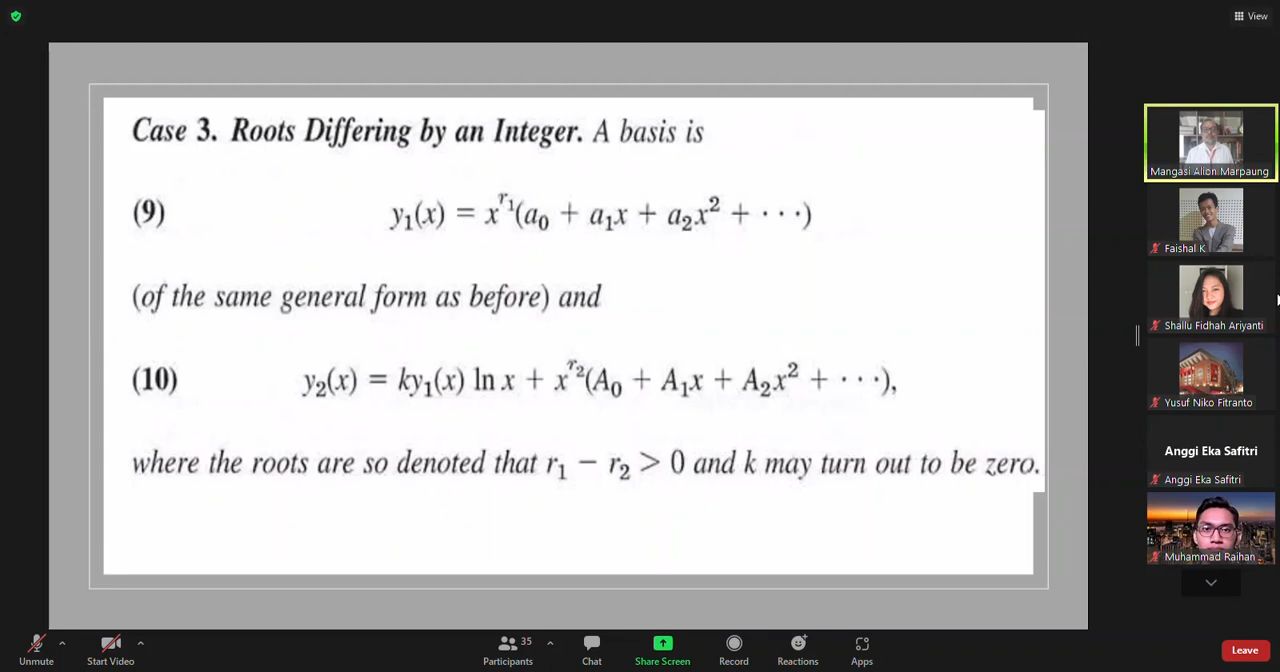 View
Case 3. Roots Differing by an Integer. A basis is
(9) y₁(x) = x^r₁(a₀ + a₁x + a₂x² + · · ·)
(of the same general form as before) and
(10) y₂(x) = ky₁(x) ln x + x^r₂(A₀ + A₁x + A₂x² + · · ·),
where the roots are so denoted that r₁ − r₂ > 0 and k may turn out to be zero.
Mangasi Alion Marpaung
Faishal K
Shallu Fidhah Ariyanti
Yusuf Niko Fitranto
Anggi Eka Safitri
Anggi Eka Safitri
Muhammad Raihan
Unmute
Start Video
35
Participants
Chat
Share Screen
Record
Reactions
Apps
Leave